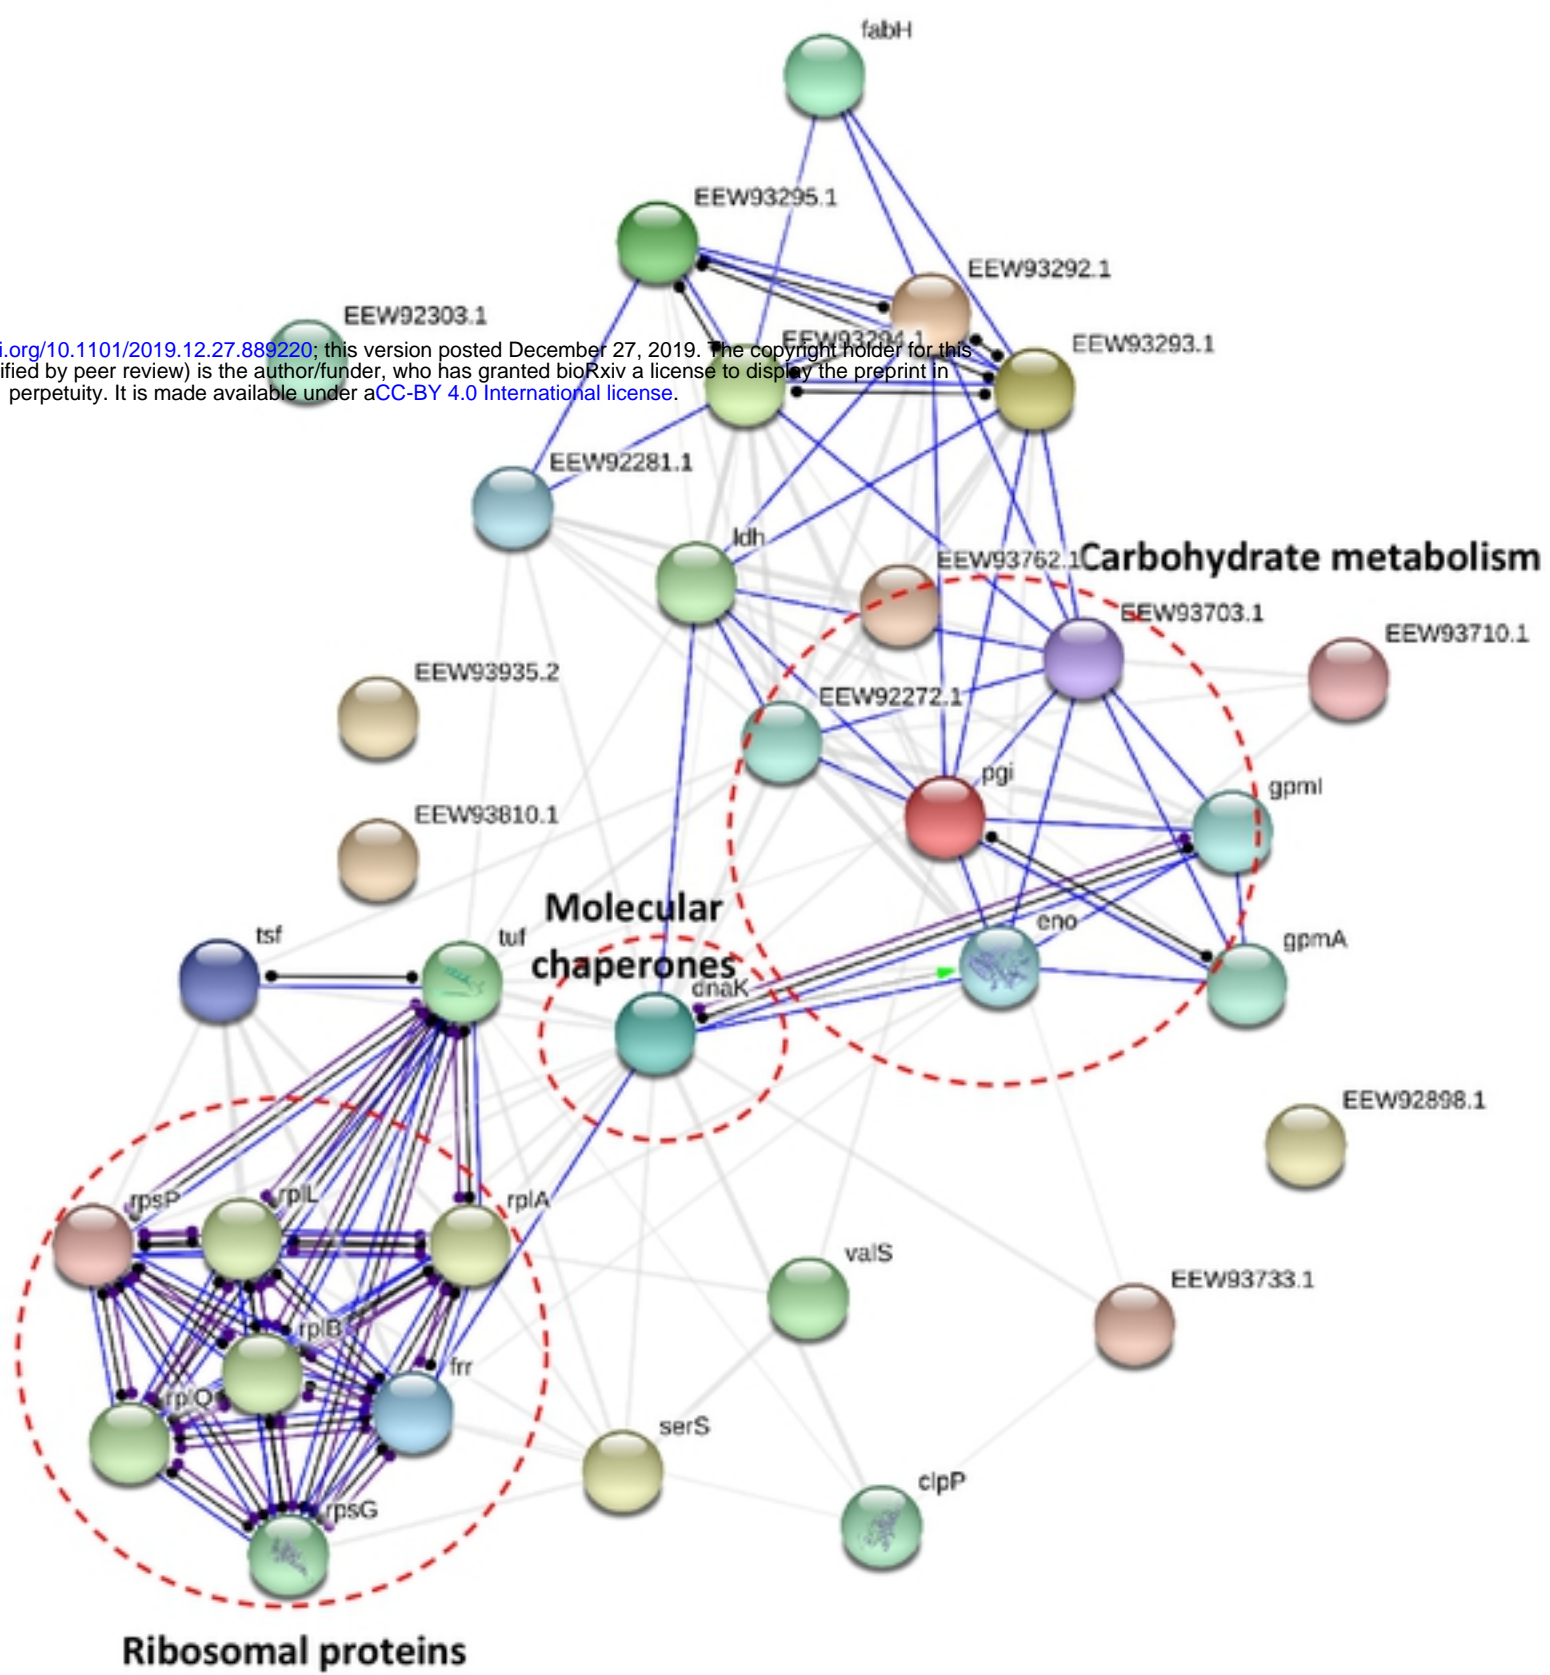 fabH
EEW93295.1
EEW93292.1
EEW92303.1
EEW93294.1
EEW93293.1
i.org/10.1101/2019.12.27.889220; this version posted December 27, 2019. The copyright holder for this
ified by peer review) is the author/funder, who has granted bioRxiv a license to display the preprint in
perpetuity. It is made available under aCC-BY 4.0 International license.
EEW92281.1
ldh
EEW93762.1
Carbohydrate metabolism
EEW93703.1
EEW93710.1
EEW93935.2
EEW92272.1
pgi
gpmI
EEW93810.1
Molecular
chaperones
tsf
tuf
eno
gpmA
dnaK
EEW92898.1
rpsP
rplL
rplA
valS
EEW93733.1
rplB
frr
rplO
serS
clpP
rpsG
Ribosomal proteins